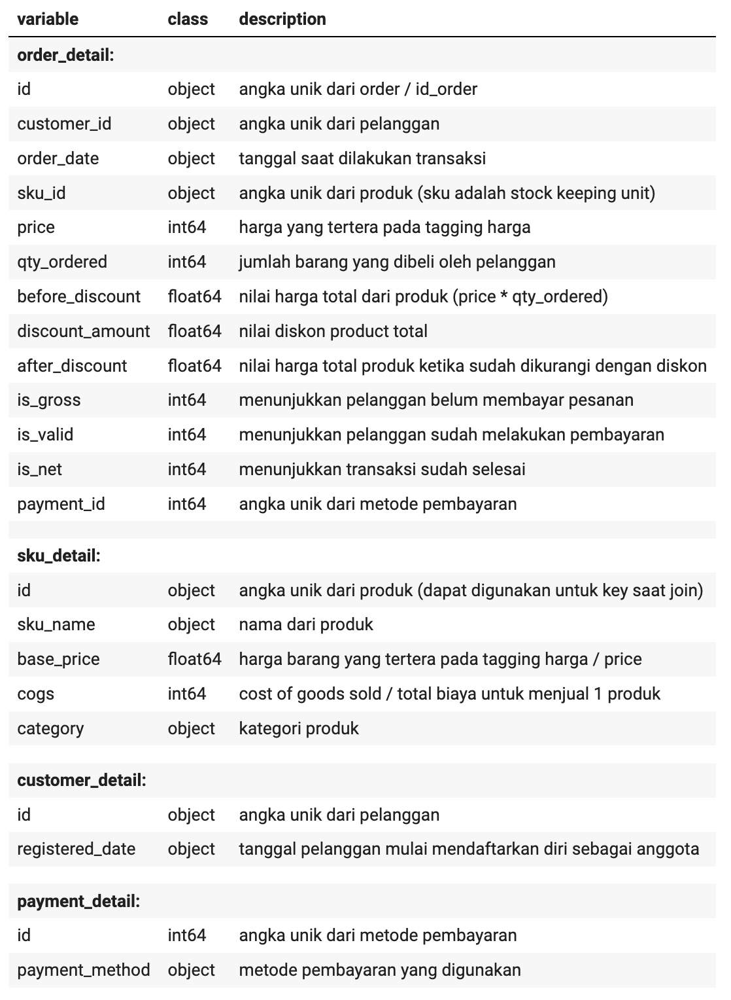 variable class description
order_detail:
id object angka unik dari order / id_order
customer_id object angka unik dari pelanggan
order_date object tanggal saat dilakukan transaksi
sku_id object angka unik dari produk (sku adalah stock keeping unit)
price int64 harga yang tertera pada tagging harga
qty_ordered int64 jumlah barang yang dibeli oleh pelanggan
before_discount float64 nilai harga total dari produk (price * qty_ordered)
discount_amount float64 nilai diskon product total
after_discount float64 nilai harga total produk ketika sudah dikurangi dengan diskon
is_gross int64 menunjukkan pelanggan belum membayar pesanan
is_valid int64 menunjukkan pelanggan sudah melakukan pembayaran
is_net int64 menunjukkan transaksi sudah selesai
payment_id int64 angka unik dari metode pembayaran
sku_detail:
id object angka unik dari produk (dapat digunakan untuk key saat join)
sku_name object nama dari produk
base_price float64 harga barang yang tertera pada tagging harga / price
cogs int64 cost of goods sold / total biaya untuk menjual 1 produk
category object kategori produk
customer_detail:
id object angka unik dari pelanggan
registered_date object tanggal pelanggan mulai mendaftarkan diri sebagai anggota
payment_detail:
id int64 angka unik dari metode pembayaran
payment_method object metode pembayaran yang digunakan